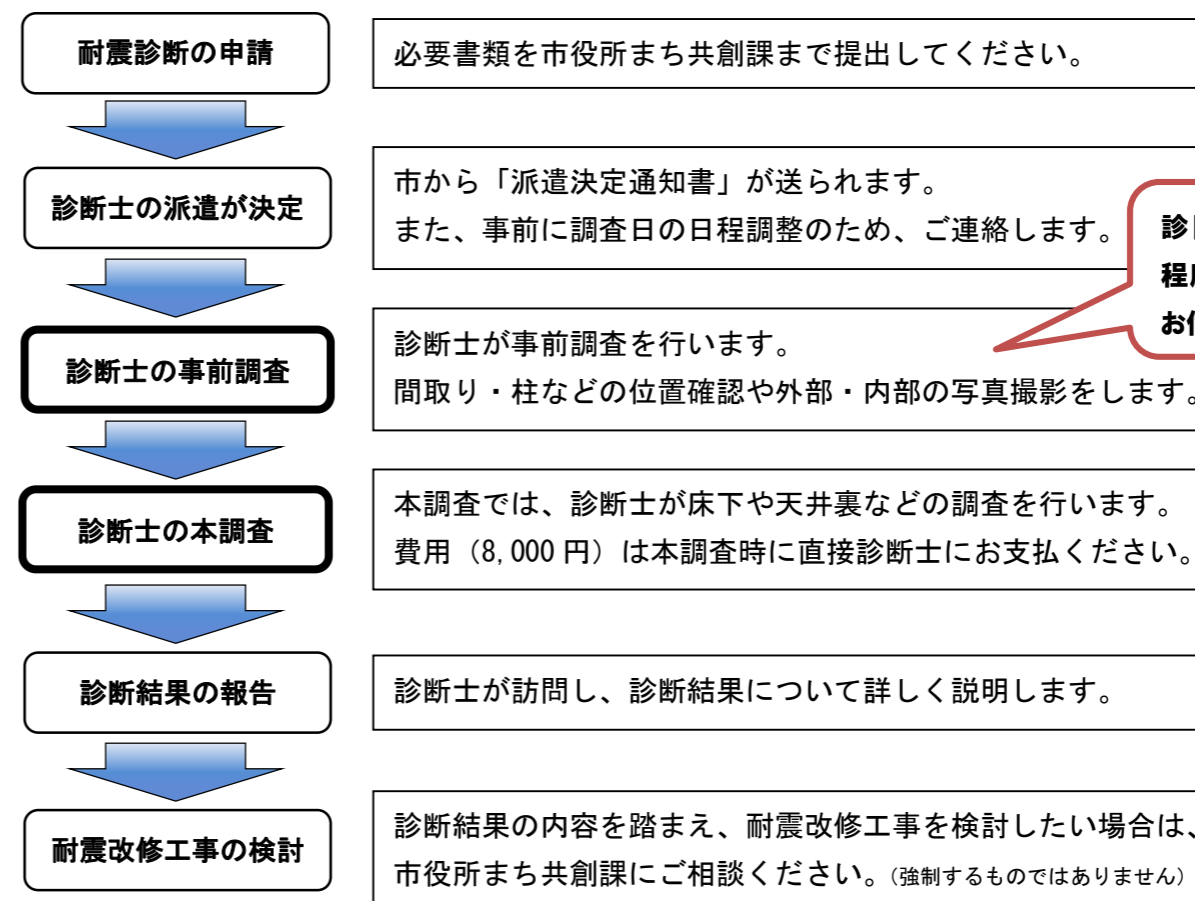 耐震診断の申請
必要書類を市役所まち共創課まで提出してください。
診断士の派遣が決定
市から「派遣決定通知書」が送られます。
また、事前に調査日の日程調整のため、ご連絡します。
診
程
お
診断士の事前調査
診断士が事前調査を行います。
間取り・柱などの位置確認や外部・内部の写真撮影をします。
診断士の本調査
本調査では、診断士が床下や天井裏などの調査を行います。
費用（8,000円）は本調査時に直接診断士にお支払ください。
診断結果の報告
診断士が訪問し、診断結果について詳しく説明します。
耐震改修工事の検討
診断結果の内容を踏まえ、耐震改修工事を検討したい場合は、
市役所まち共創課にご相談ください。（強制するものではありません）